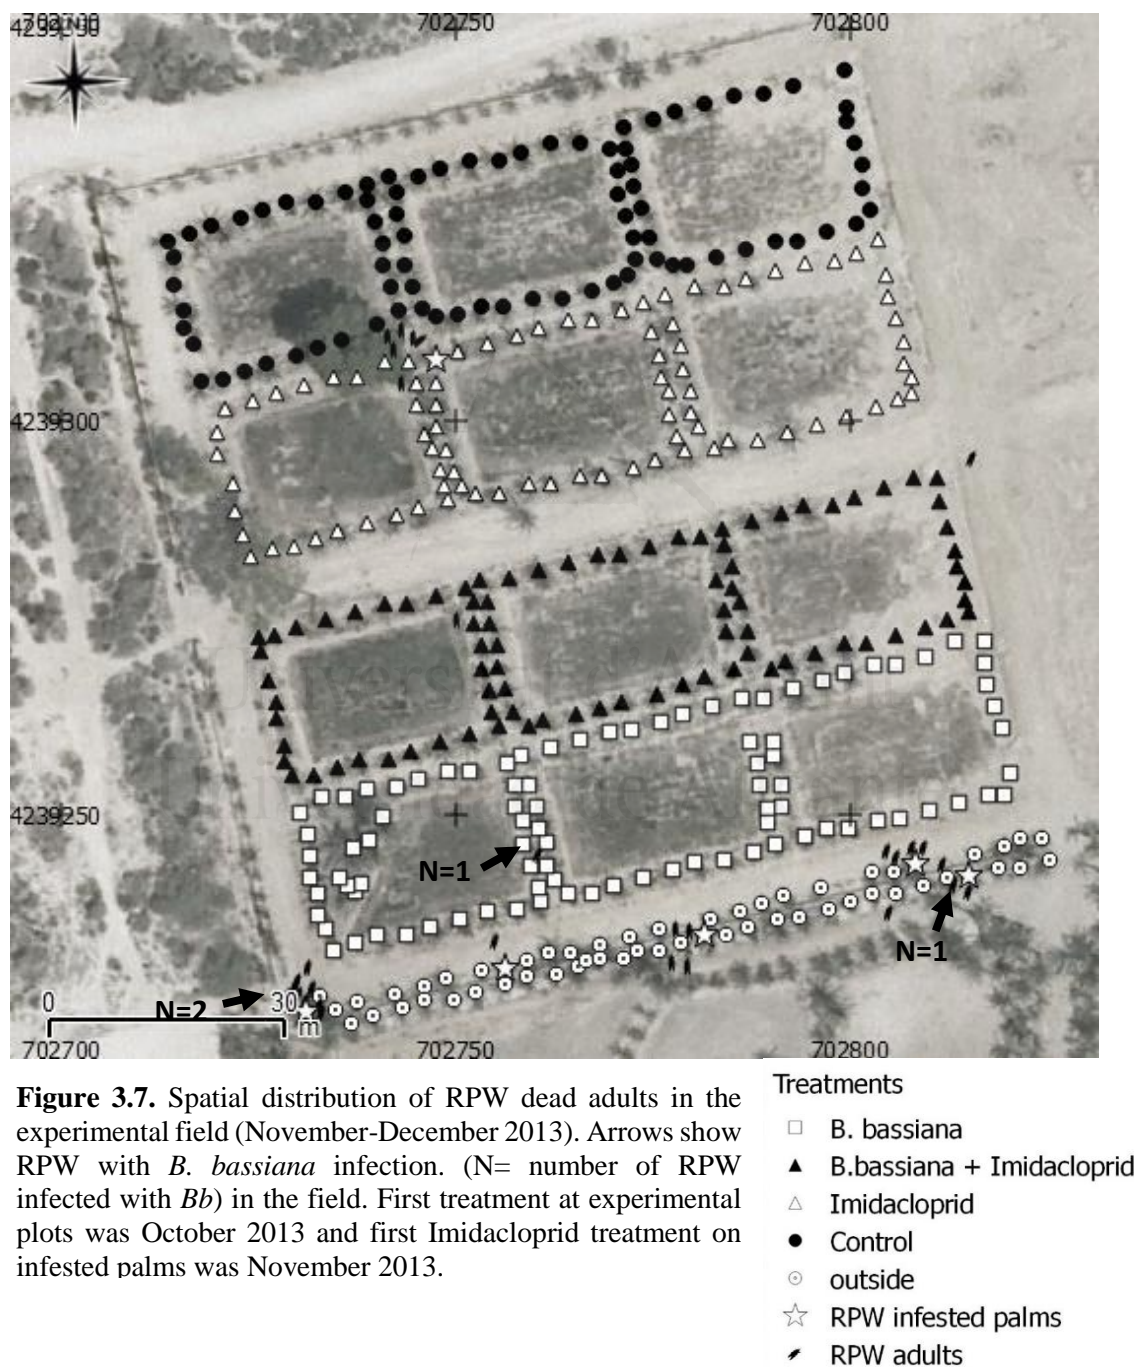 702750
702800
4239300
N=1
4239250
N=1
N=2
0
30
m
702700
702750
702800
Figure 3.7. Spatial distribution of RPW dead adults in the
experimental field (November-December 2013). Arrows show
RPW with B. bassiana infection. (N= number of RPW
infected with Bb) in the field. First treatment at experimental
plots was October 2013 and first Imidacloprid treatment on
infested palms was November 2013.
Treatments
B. bassiana
B.bassiana + Imidacloprid
Imidacloprid
Control
outside
RPW infested palms
RPW adults